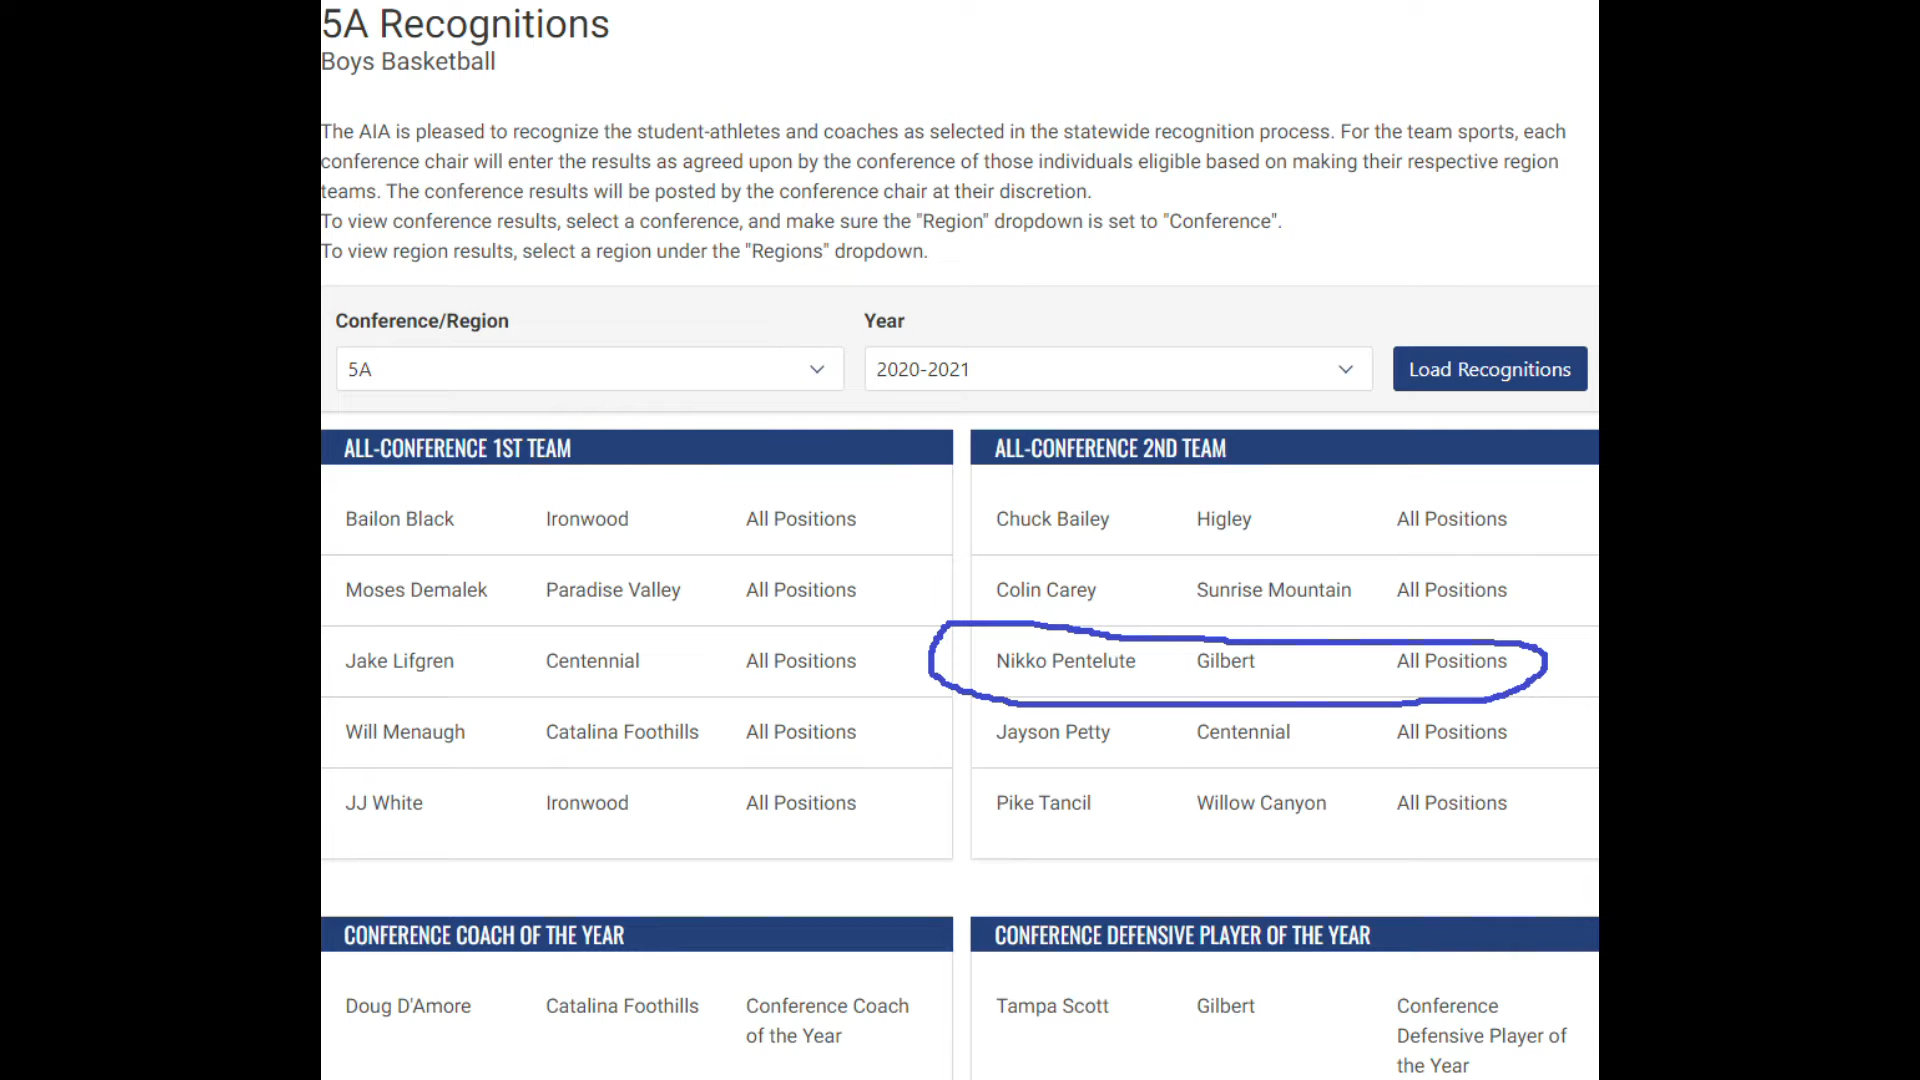 5A Recognitions
Boys Basketball
The AIA is pleased to recognize the student-athletes and coaches as selected in the statewide recognition process. For the team sports, each
conference chair will enter the results as agreed upon by the conference of those individuals eligible based on making their respective region
teams. The conference results will be posted by the conference chair at their discretion.
To view conference results, select a conference, and make sure the "Region" dropdown is set to "Conference".
To view region results, select a region under the "Regions" dropdown.
Conference/Region Year
5A 2020-2021 Load Recognitions
ALL-CONFERENCE 1ST TEAM
Bailon Black Ironwood All Positions
Moses Demalek Paradise Valley All Positions
Jake Lifgren Centennial All Positions
Will Menaugh Catalina Foothills All Positions
JJ White Ironwood All Positions
ALL-CONFERENCE 2ND TEAM
Chuck Bailey Higley All Positions
Colin Carey Sunrise Mountain All Positions
Nikko Pentelute Gilbert All Positions
Jayson Petty Centennial All Positions
Pike Tancil Willow Canyon All Positions
CONFERENCE COACH OF THE YEAR
Doug D'Amore Catalina Foothills Conference Coach
of the Year
CONFERENCE DEFENSIVE PLAYER OF THE YEAR
Tampa Scott Gilbert Conference
Defensive Player of
the Year